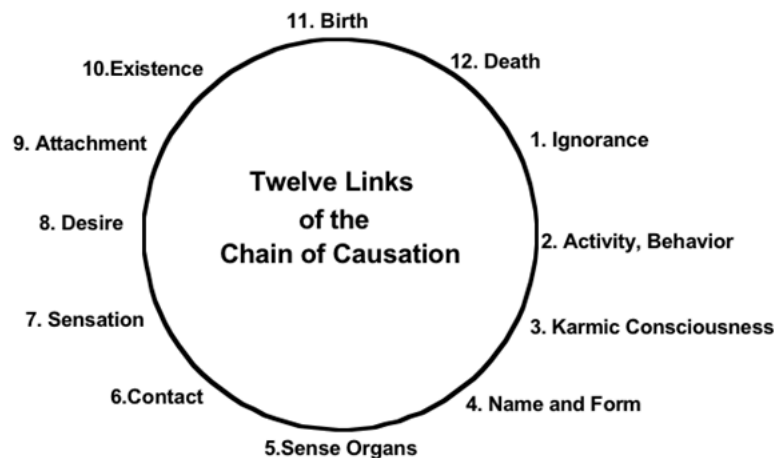 11. Birth
12. Death
10.Existence
1. Ignorance
9. Attachment
Twelve Links
of the
Chain of Causation
8. Desire
2. Activity, Behavior
7. Sensation
3. Karmic Consciousness
6.Contact
4. Name and Form
5.Sense Organs